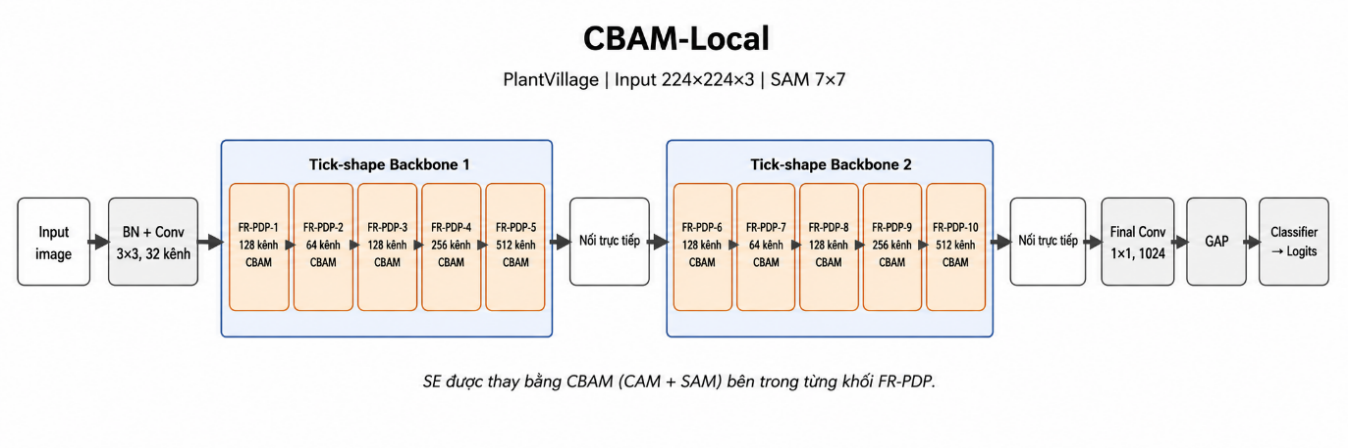 CBAM-Local
PlantVillage | Input 224×224×3 | SAM 7×7
Input
image
BN + Conv
3×3, 32 kênh
Tick-shape Backbone 1
FR-PDP-1
128 kênh
CBAM
FR-PDP-2
64 kênh
CBAM
FR-PDP-3
128 kênh
CBAM
FR-PDP-4
256 kênh
CBAM
FR-PDP-5
512 kênh
CBAM
Nối trực tiếp
Tick-shape Backbone 2
FR-PDP-6
128 kênh
CBAM
FR-PDP-7
64 kênh
CBAM
FR-PDP-8
128 kênh
CBAM
FR-PDP-9
256 kênh
CBAM
FR-PDP-10
512 kênh
CBAM
Nối trực tiếp
Final Conv
1×1, 1024
GAP
Classifier
→ Logits
SE được thay bằng CBAM (CAM + SAM) bên trong từng khối FR-PDP.